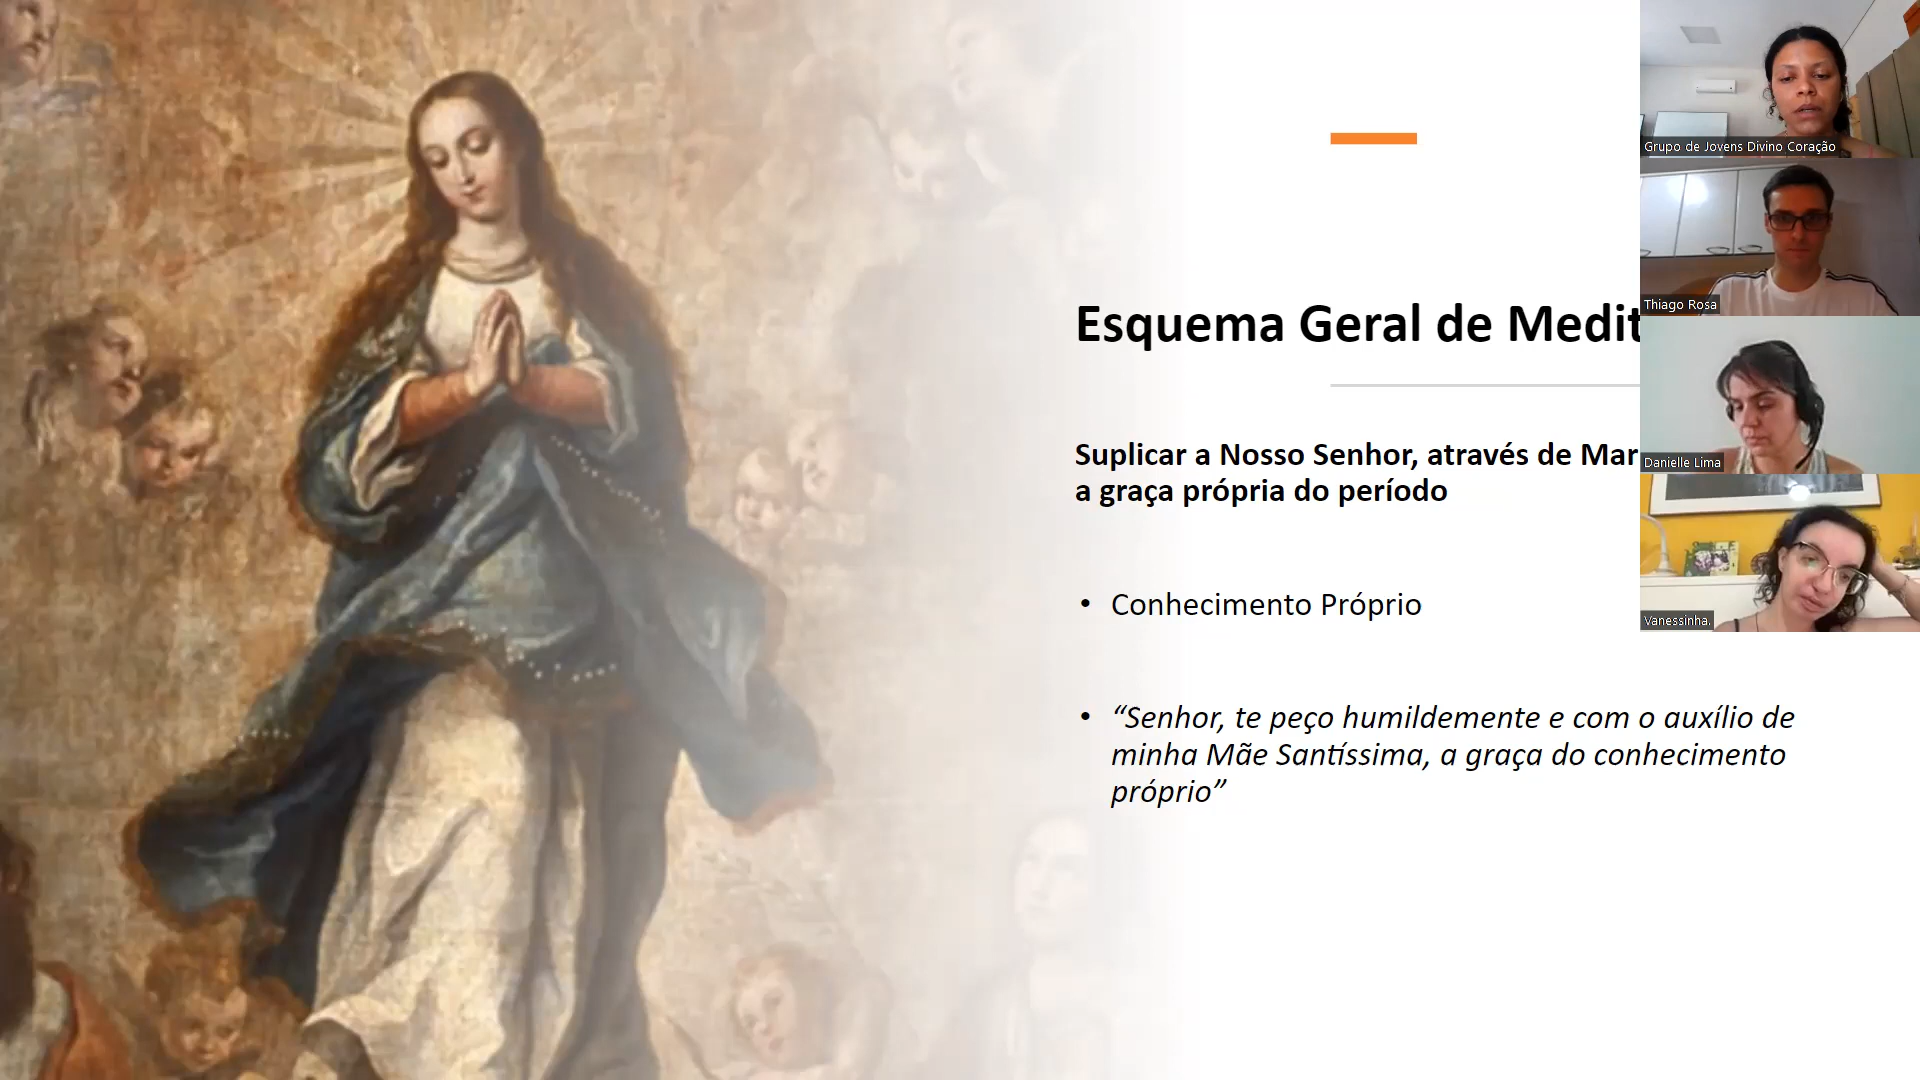 Esquema Geral de Medit
Suplicar a Nosso Senhor, através de Mar
a graça própria do período
• Conhecimento Próprio
• “Senhor, te peço humildemente e com o auxílio de
minha Mãe Santíssima, a graça do conhecimento
próprio”
Grupo de Jovens Divino Coração
Thiago Rosa
Danielle Lima
Vanessinha.